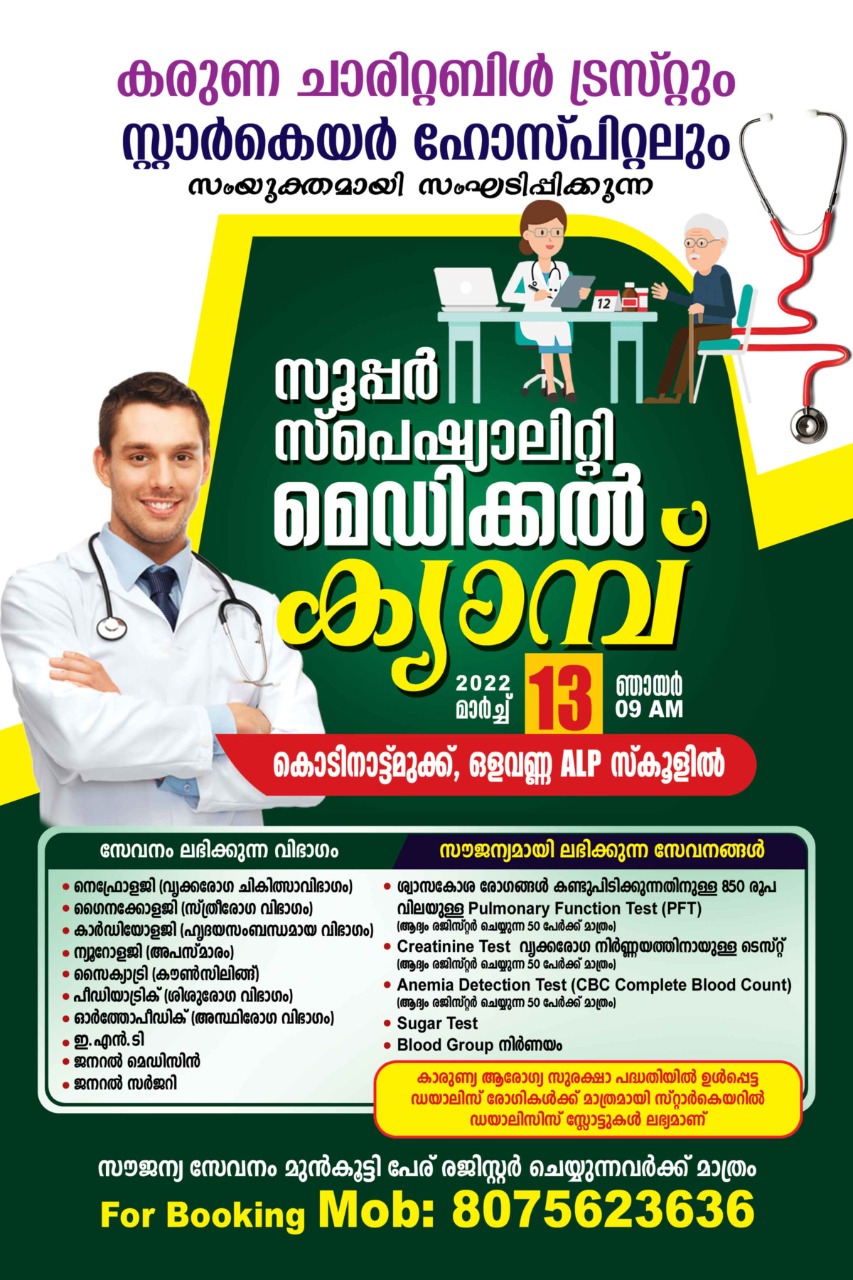 കരുണ ചാരിറ്റബിൾ ട്രസ്റ്റും
സ്റ്റാർകെയർ ഹോസ്പിറ്റലും
സംയുക്തമായി സംഘടിപ്പിക്കുന്ന
12
സൂപ്പർ
സ്പെഷ്യാലിറ്റി
മെഡിക്കൽ
ക്യാമ്പ്
2022 മാർച്ച് 13 ഞായർ 09 AM
കൊടിനാട്ട്മുക്ക്, ഒളവണ്ണ ALP സ്കൂളിൽ
സേവനം ലഭിക്കുന്ന വിഭാഗം
• നെഫ്രോളജി (വൃക്കരോഗ ചികിത്സാവിഭാഗം)
• ഗൈനക്കോളജി (സ്ത്രീരോഗ വിഭാഗം)
• കാർഡിയോളജി (ഹൃദയസംബന്ധമായ വിഭാഗം)
• ന്യൂറോളജി (അപസ്മാരം)
• സൈക്യാട്രി (കൗൺസിലിങ്ങ്)
• പീഡിയാട്രിക് (ശിശുരോഗ വിഭാഗം)
• ഓർത്തോപീഡിക് (അസ്ഥിരോഗ വിഭാഗം)
• ഇ.എൻ.ടി
• ജനറൽ മെഡിസിൻ
• ജനറൽ സർജറി
സൗജന്യമായി ലഭിക്കുന്ന സേവനങ്ങൾ
• ശ്വാസകോശ രോഗങ്ങൾ കണ്ടുപിടിക്കുന്നതിനുള്ള 850 രൂപ
വിലയുള്ള Pulmonary Function Test (PFT)
(ആദ്യം രജിസ്റ്റർ ചെയ്യുന്ന 50 പേർക്ക് മാത്രം)
• Creatinine Test വൃക്കരോഗ നിർണ്ണയത്തിനായുള്ള ടെസ്റ്റ്
(ആദ്യം രജിസ്റ്റർ ചെയ്യുന്ന 50 പേർക്ക് മാത്രം)
• Anemia Detection Test (CBC Complete Blood Count)
(ആദ്യം രജിസ്റ്റർ ചെയ്യുന്ന 50 പേർക്ക് മാത്രം)
• Sugar Test
• Blood Group നിർണയം
കാരുണ്യ ആരോഗ്യ സുരക്ഷാ പദ്ധതിയിൽ ഉൾപ്പെട്ട
ഡയാലിസ് രോഗികൾക്ക് മാത്രമായി സ്റ്റാർകെയറിൽ
ഡയാലിസിസ് സ്ലോട്ടുകൾ ലഭ്യമാണ്
സൗജന്യ സേവനം മുൻകൂട്ടി പേര് രജിസ്റ്റർ ചെയ്യുന്നവർക്ക് മാത്രം
For Booking Mob: 8075623636